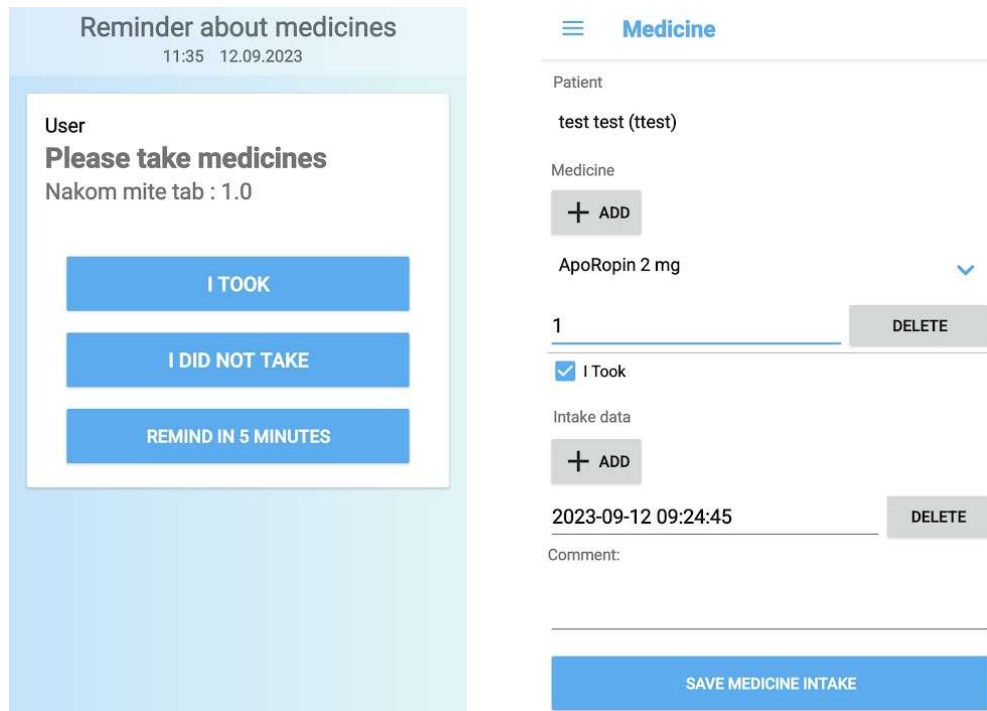 Reminder about medicines
11:35 12.09.2023
User
Please take medicines
Nakom mite tab : 1.0
I TOOK
I DID NOT TAKE
REMIND IN 5 MINUTES
Medicine
Patient
test test (ttest)
Medicine
+ ADD
ApoRopin 2 mg
1
DELETE
I Took
Intake data
+ ADD
2023-09-12 09:24:45
DELETE
Comment:
SAVE MEDICINE INTAKE